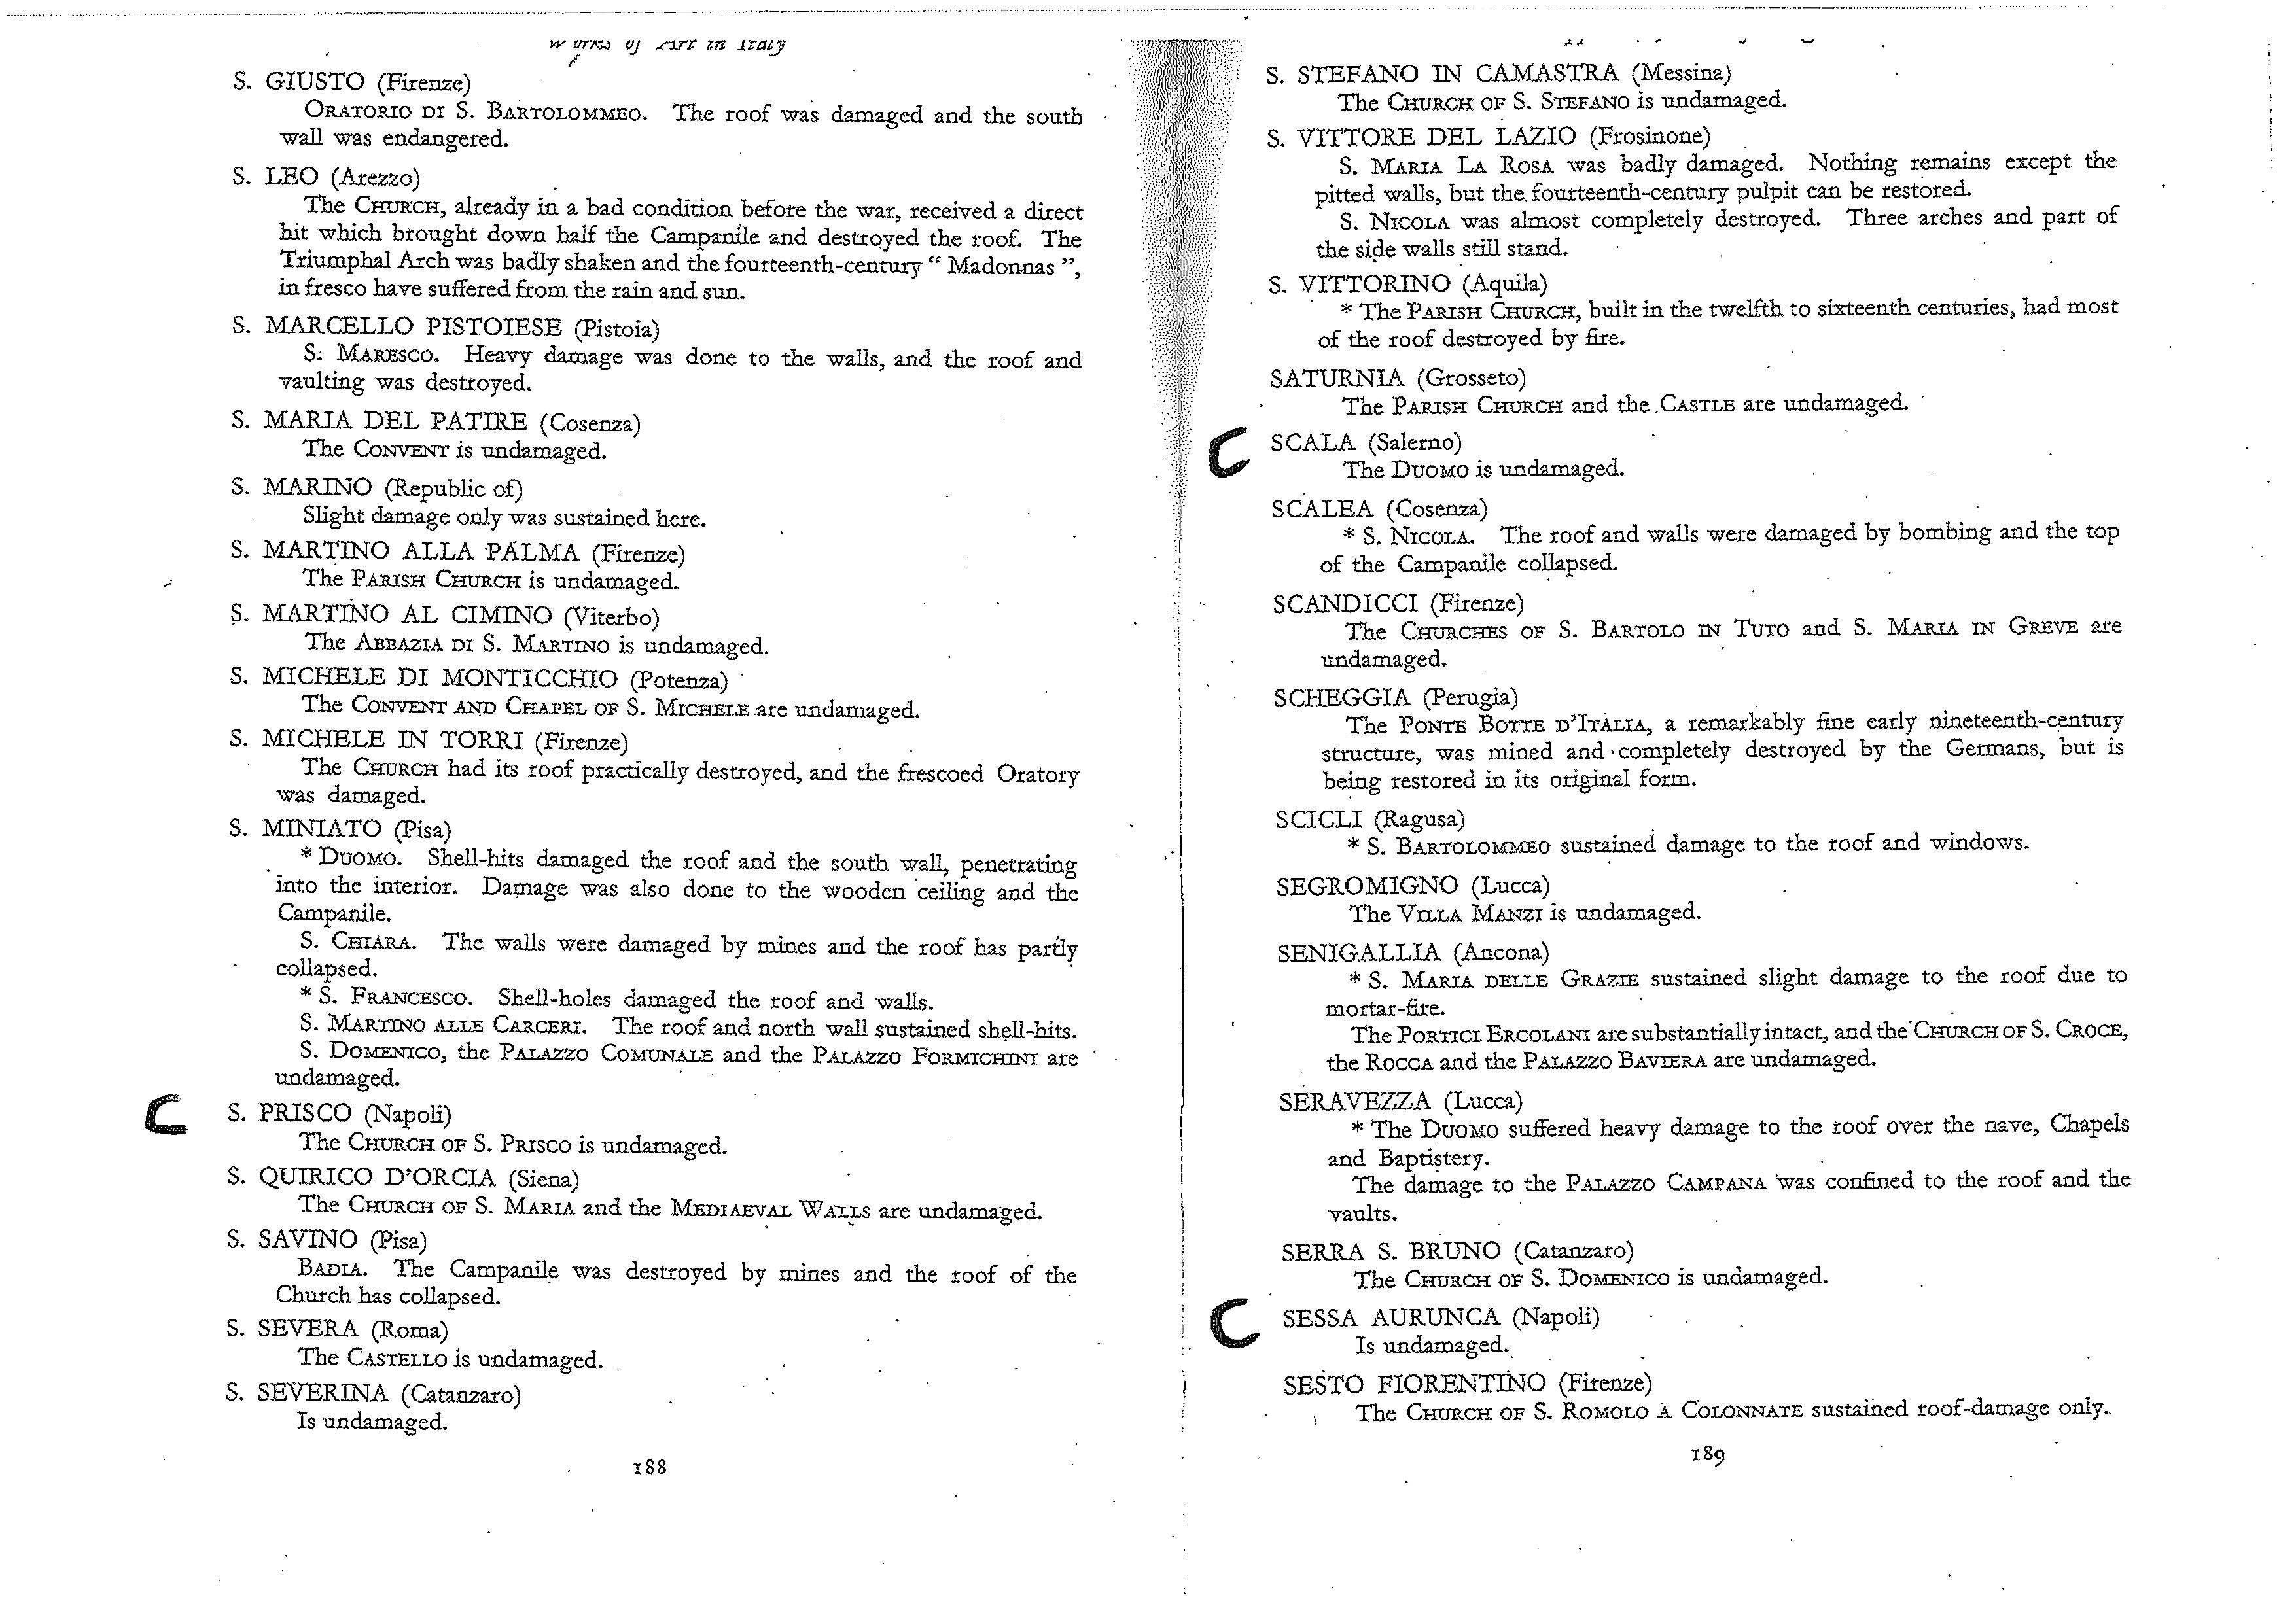 Works of Art in Italy
S. GIUSTO (Firenze)
ORATORIO DI S. BARTOLOMMEO. The roof was damaged and the south
wall was endangered.
S. LEO (Arezzo)
The CHURCH, already in a bad condition before the war, received a direct
hit which brought down half the Campanile and destroyed the roof. The
Triumphal Arch was badly shaken and the fourteenth-century “ Madonnas ”,
in fresco have suffered from the rain and sun.
S. MARCELLO PISTOIESE (Pistoia)
S. MARESCO. Heavy damage was done to the walls, and the roof and
vaulting was destroyed.
S. MARIA DEL PATIRE (Cosenza)
The CONVENT is undamaged.
S. MARINO (Republic of)
Slight damage only was sustained here.
S. MARTINO ALLA PALMA (Firenze)
The PARISH CHURCH is undamaged.
S. MARTINO AL CIMINO (Viterbo)
The ABBAZIA DI S. MARTINO is undamaged.
S. MICHELE DI MONTICCHIO (Potenza)
The CONVENT AND CHAPEL OF S. MICHELE are undamaged.
S. MICHELE IN TORRI (Firenze)
The CHURCH had its roof practically destroyed, and the frescoed Oratory
was damaged.
S. MINIATO (Pisa)
* DUOMO. Shell-hits damaged the roof and the south wall, penetrating
into the interior. Damage was also done to the wooden ceiling and the
Campanile.
S. CHIARA. The walls were damaged by mines and the roof has partly
collapsed.
* S. FRANCESCO. Shell-holes damaged the roof and walls.
S. MARTINO ALLE CARCERI. The roof and north wall sustained shell-hits.
S. DOMENICO, the PALAZZO COMUNALE and the PALAZZO FORMICHINI are
undamaged.
C S. PRISCO (Napoli)
The CHURCH OF S. PRISCO is undamaged.
S. QUIRICO D’ORCIA (Siena)
The CHURCH OF S. MARIA and the MEDIAEVAL WALLS are undamaged.
S. SAVINO (Pisa)
BADIA. The Campanile was destroyed by mines and the roof of the
Church has collapsed.
S. SEVERA (Roma)
The CASTELLO is undamaged.
S. SEVERINA (Catanzaro)
Is undamaged.
188
S. STEFANO IN CAMASTRA (Messina)
The CHURCH OF S. STEFANO is undamaged.
S. VITTORE DEL LAZIO (Frosinone)
S. MARIA LA ROSA was badly damaged. Nothing remains except the
pitted walls, but the fourteenth-century pulpit can be restored.
S. NICOLA was almost completely destroyed. Three arches and part of
the side walls still stand.
S. VITTORINO (Aquila)
* The PARISH CHURCH, built in the twelfth to sixteenth centuries, had most
of the roof destroyed by fire.
SATURNIA (Grosseto)
The PARISH CHURCH and the CASTLE are undamaged.
C SCALA (Salerno)
The DUOMO is undamaged.
SCALEA (Cosenza)
* S. NICOLA. The roof and walls were damaged by bombing and the top
of the Campanile collapsed.
SCANDICCI (Firenze)
The CHURCHES OF S. BARTOLO IN TUTO and S. MARIA IN GREVE are
undamaged.
SCHEGGIA (Perugia)
The PONTE BOTTE D’ITALIA, a remarkably fine early nineteenth-century
structure, was mined and completely destroyed by the Germans, but is
being restored in its original form.
SCICLI (Ragusa)
* S. BARTOLOMMEO sustained damage to the roof and windows.
SEGROMIGNO (Lucca)
The VILLA MANZI is undamaged.
SENIGALLIA (Ancona)
* S. MARIA DELLE GRAZIE sustained slight damage to the roof due to
mortar-fire.
The PORTICI ERCOLANI are substantially intact, and the CHURCH OF S. CROCE,
the ROCCA and the PALAZZO BAVIERA are undamaged.
SERAVEZZA (Lucca)
* The DUOMO suffered heavy damage to the roof over the nave, Chapels
and Baptistery.
The damage to the PALAZZO CAMPANA was confined to the roof and the
vaults.
SERRA S. BRUNO (Catanzaro)
The CHURCH OF S. DOMENICO is undamaged.
C SESSA AURUNCA (Napoli)
Is undamaged.
SESTO FIORENTINO (Firenze)
The CHURCH OF S. ROMOLO A COLONNATE sustained roof-damage only.
189